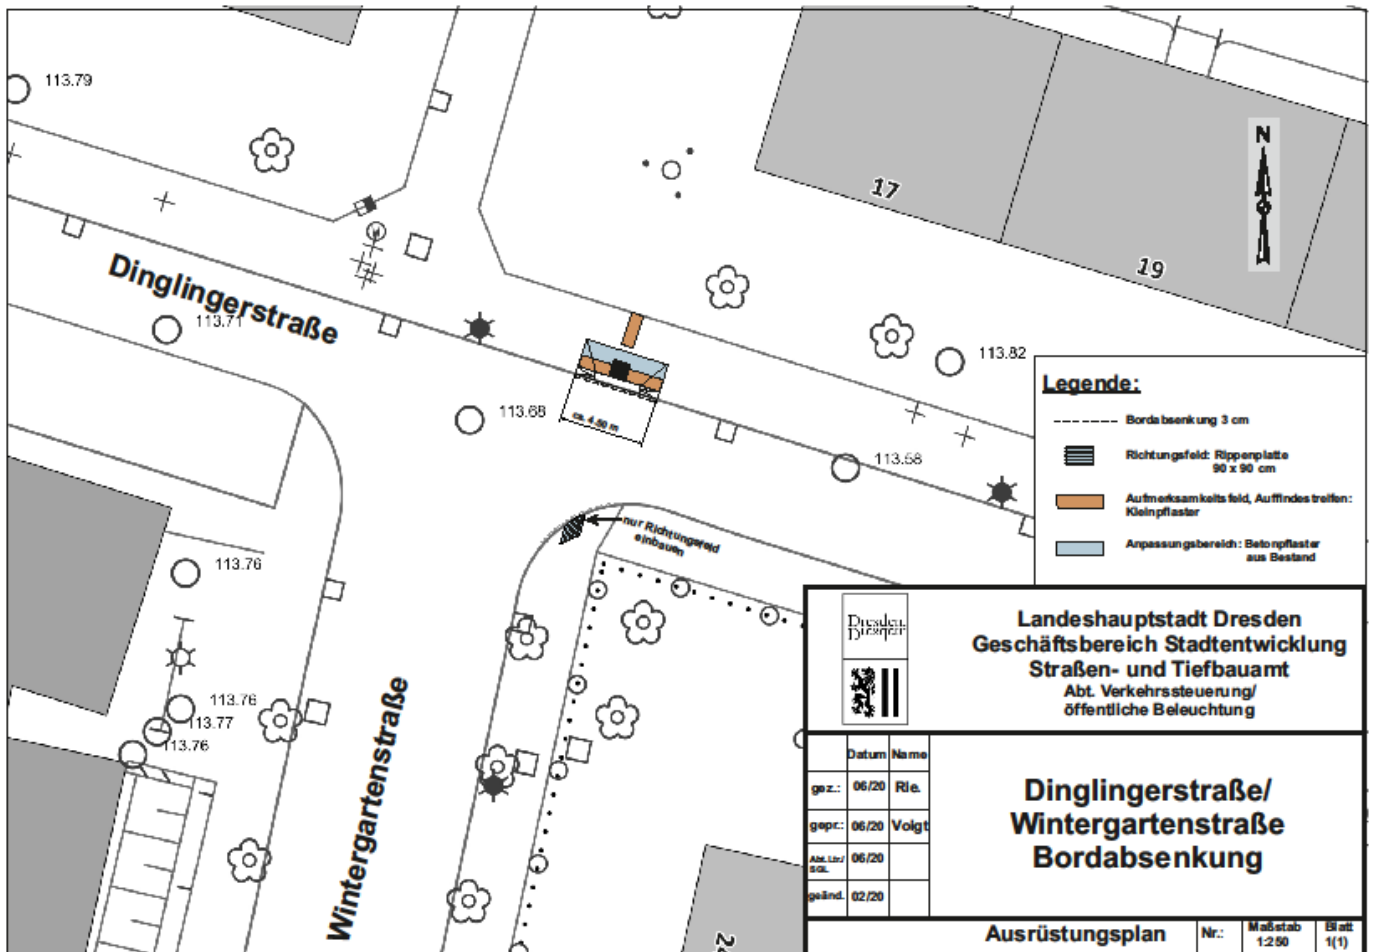 113.79
17
N
19
Dinglingerstraße
113.71
113.82
113.68
ca. 4.50 m
113.58
Legende:
Bordabsenkung 3 cm
Richtungsfeld: Rippenplatte
90 x 90 cm
Aufmerksamkeitsfeld, Auffindestreifen:
Kleinpflaster
Anpassungsbereich: Betonpflaster
aus Bestand
nur Richtungsfeld
einbauen
113.76
113.76
113.77
113.76
Wintergartenstraße
Dresden.
Dresden.
Landeshauptstadt Dresden
Geschäftsbereich Stadtentwicklung
Straßen- und Tiefbauamt
Abt. Verkehrssteuerung/
öffentliche Beleuchtung
Datum Name
gez.: 06/20 Rie.
gepr.: 06/20 Voigt
Abt.Ltr./
SGL 06/20
geänd. 02/20
Dinglingerstraße/
Wintergartenstraße
Bordabsenkung
Ausrüstungsplan
Nr.:
Maßstab
1:250
Blatt
1(1)